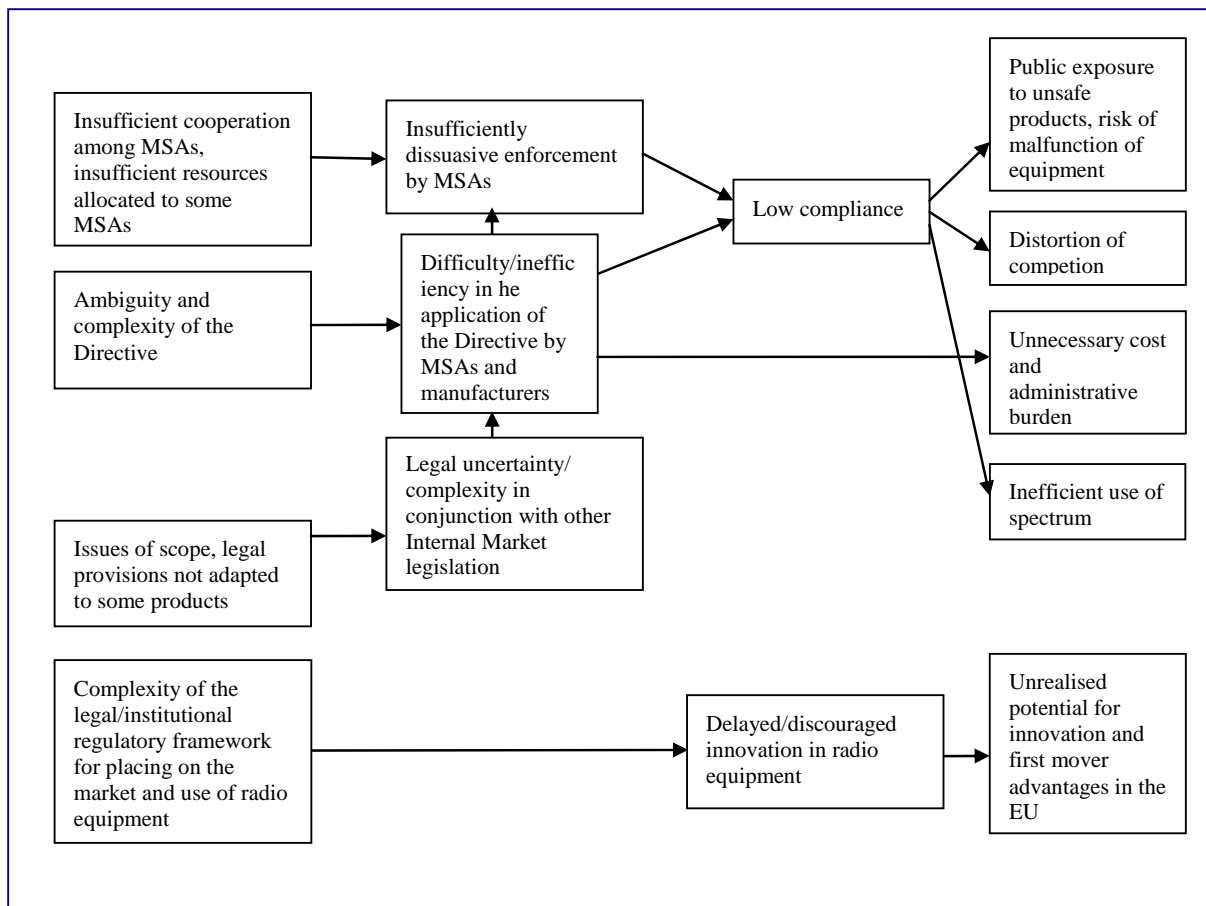 Insufficient cooperation
among MSAs,
insufficient resources
allocated to some
MSAs
Insufficiently
dissuasive enforcement
by MSAs
Low compliance
Public exposure
to unsafe
products, risk of
malfunction of
equipment
Distortion of
competion
Ambiguity and
complexity of the
Directive
Difficulty/ineffic
iency in he
application of
the Directive by
MSAs and
manufacturers
Unnecessary cost
and
administrative
burden
Issues of scope, legal
provisions not adapted
to some products
Legal uncertainty/
complexity in
conjunction with other
Internal Market
legislation
Inefficient use of
spectrum
Complexity of the
legal/institutional
regulatory framework
for placing on the
market and use of radio
equipment
Delayed/discouraged
innovation in radio
equipment
Unrealised
potential for
innovation and
first mover
advantages in the
EU